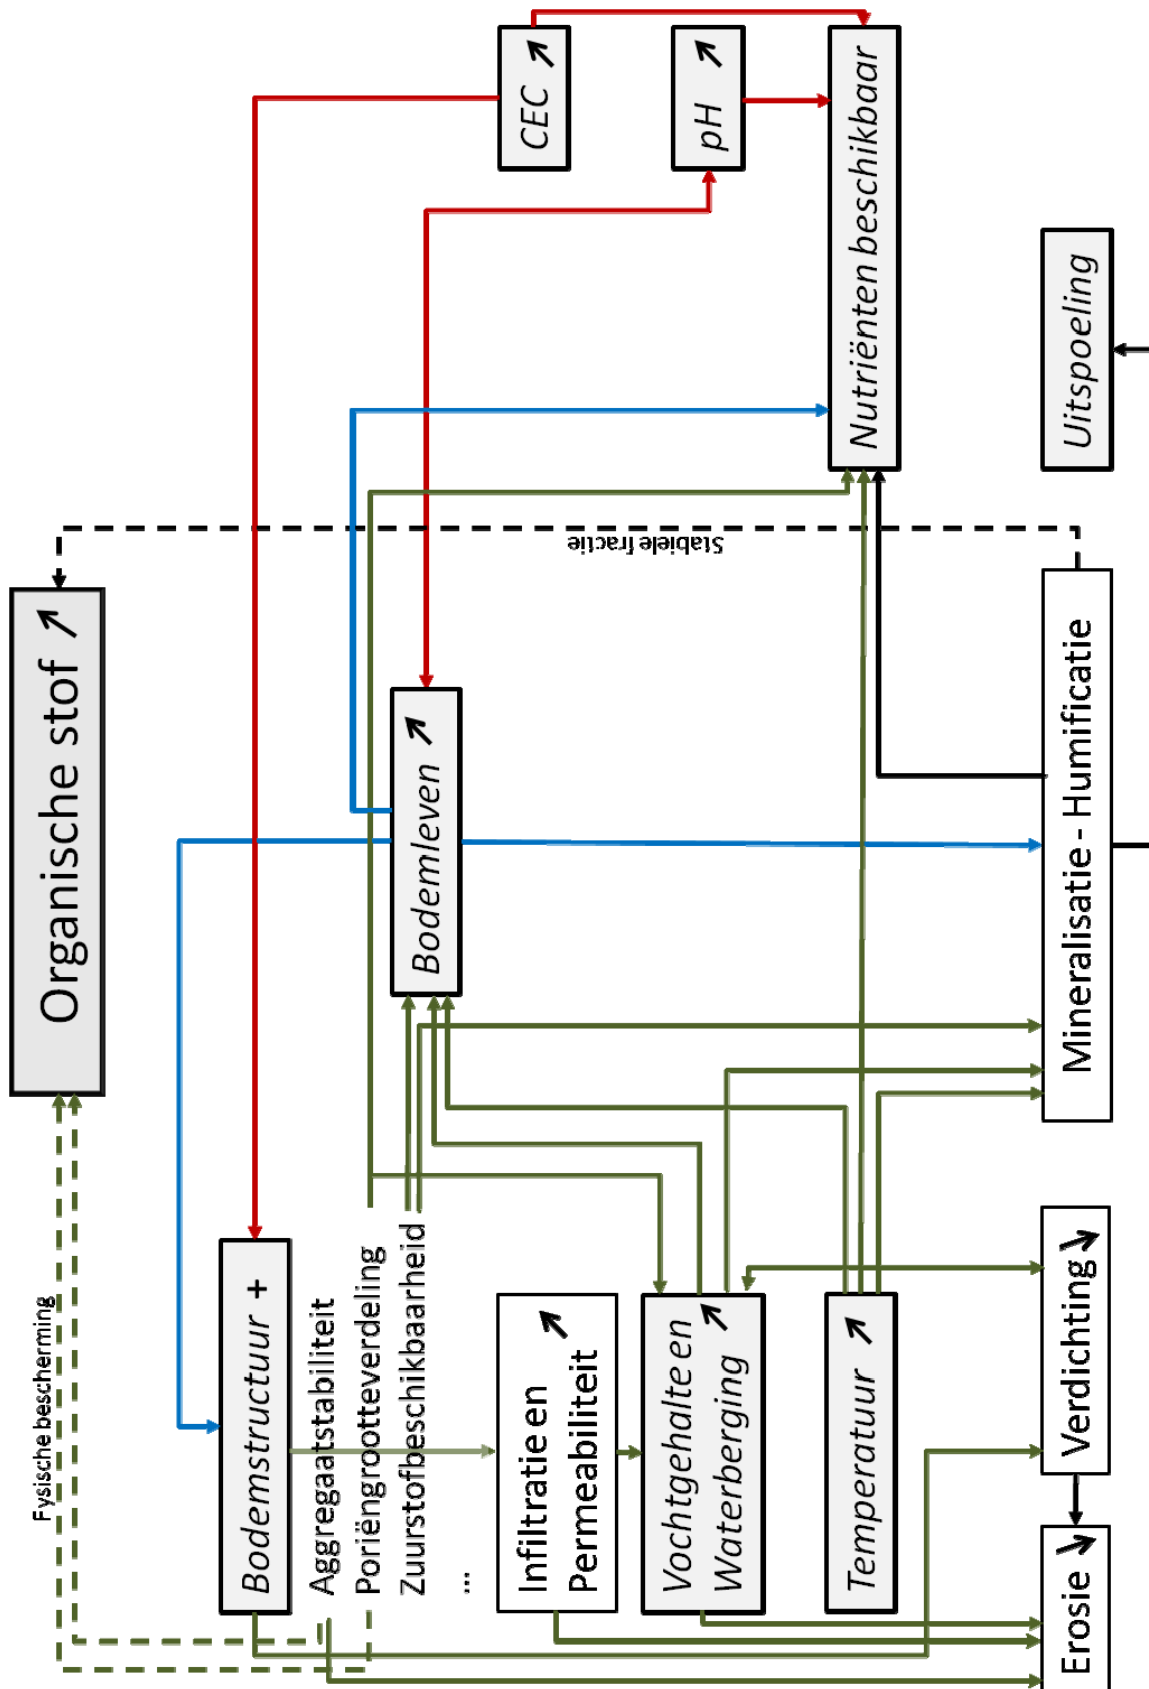 Organische stof
Fysische bescherming
Stabiele fractie
Bodemstructuur +
Aggregaatstabiliteit
Poriëngrootteverdeling
Zuurstofbeschikbaarheid
...
Infiltratie en
Permeabiliteit
Vochtgehalte en
Waterberging
Temperatuur
Bodemleven
CEC
pH
Nutriënten beschikbaar
Erosie
Verdichting
Mineralisatie - Humificatie
Uitspoeling